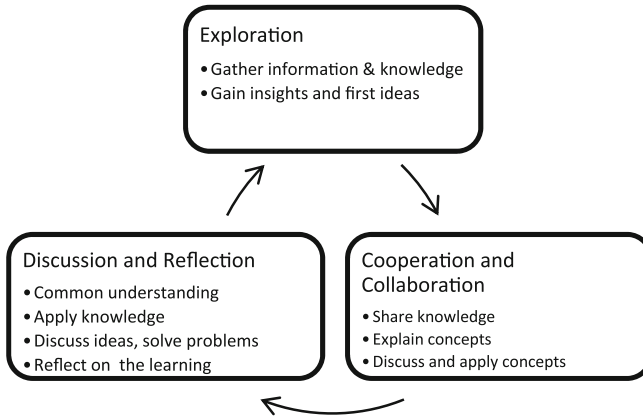 Exploration
• Gather information & knowledge
• Gain insights and first ideas
Discussion and Reflection
• Common understanding
• Apply knowledge
• Discuss ideas, solve problems
• Reflect on the learning
Cooperation and
Collaboration
• Share knowledge
• Explain concepts
• Discuss and apply concepts